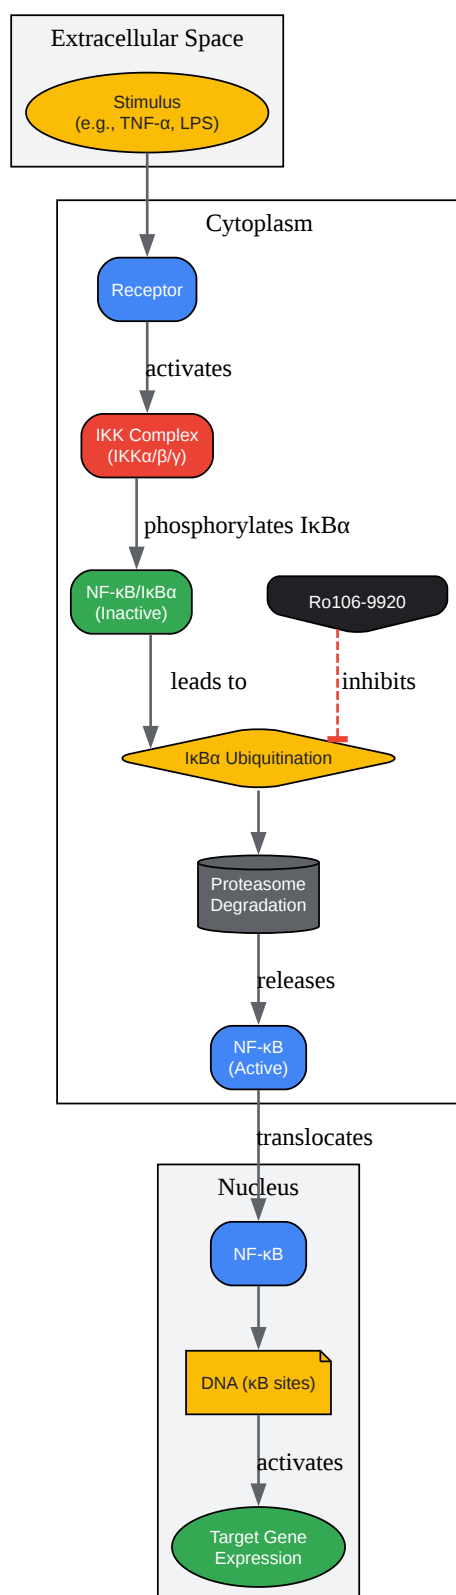 Extracellular Space
Stimulus
(e.g., TNF-α, LPS)
Cytoplasm
Receptor
activates
IKK Complex
(IKKα/β/γ)
phosphorylates IκBα
NF-κB/IκBα
(Inactive)
Ro106-9920
leads to
inhibits
IκBα Ubiquitination
Proteasome
Degradation
releases
NF-κB
(Active)
translocates
Nucleus
NF-κB
DNA (κB sites)
activates
Target Gene
Expression